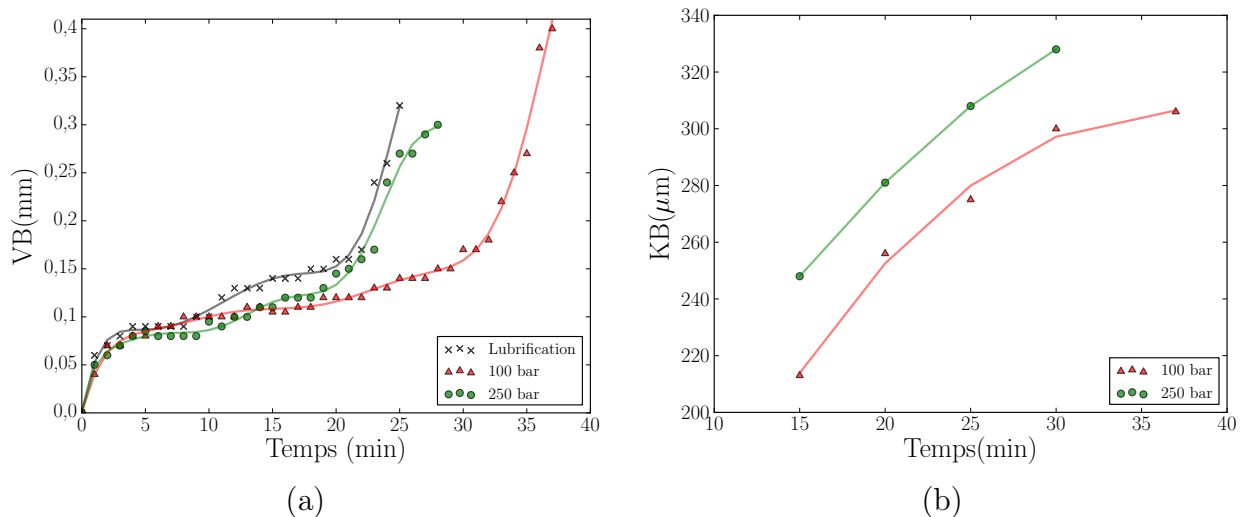 0,4
0,35
0,3
0,25
0,2
0,15
0,1
0,05
0,0
VB(mm)
0 5 10 15 20 25 30 35 40
Temps (min)
Lubrification
100 bar
250 bar
(a)
340
320
300
280
260
240
220
200
KB(μm)
10 15 20 25 30 35 40
Temps(min)
100 bar
250 bar
(b)